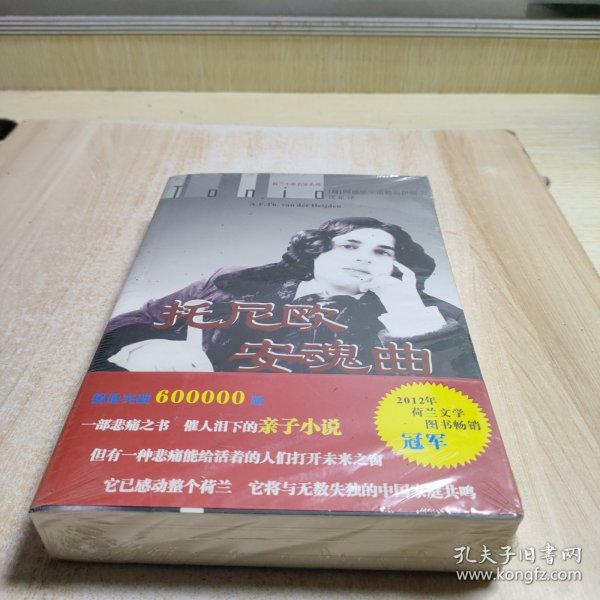 Tonio
A.F.Th. van der Heijden
托尼欧
安魂曲
600000
2012年
荷兰文学
图书畅销
冠军
一部悲痛之书 催人泪下的亲子小说
但有一种悲痛能给活着的人们打开未来之窗
它已感动整个荷兰 它将与无数失独的中国家庭共鸣
孔夫子旧书网
www.kongfz.com